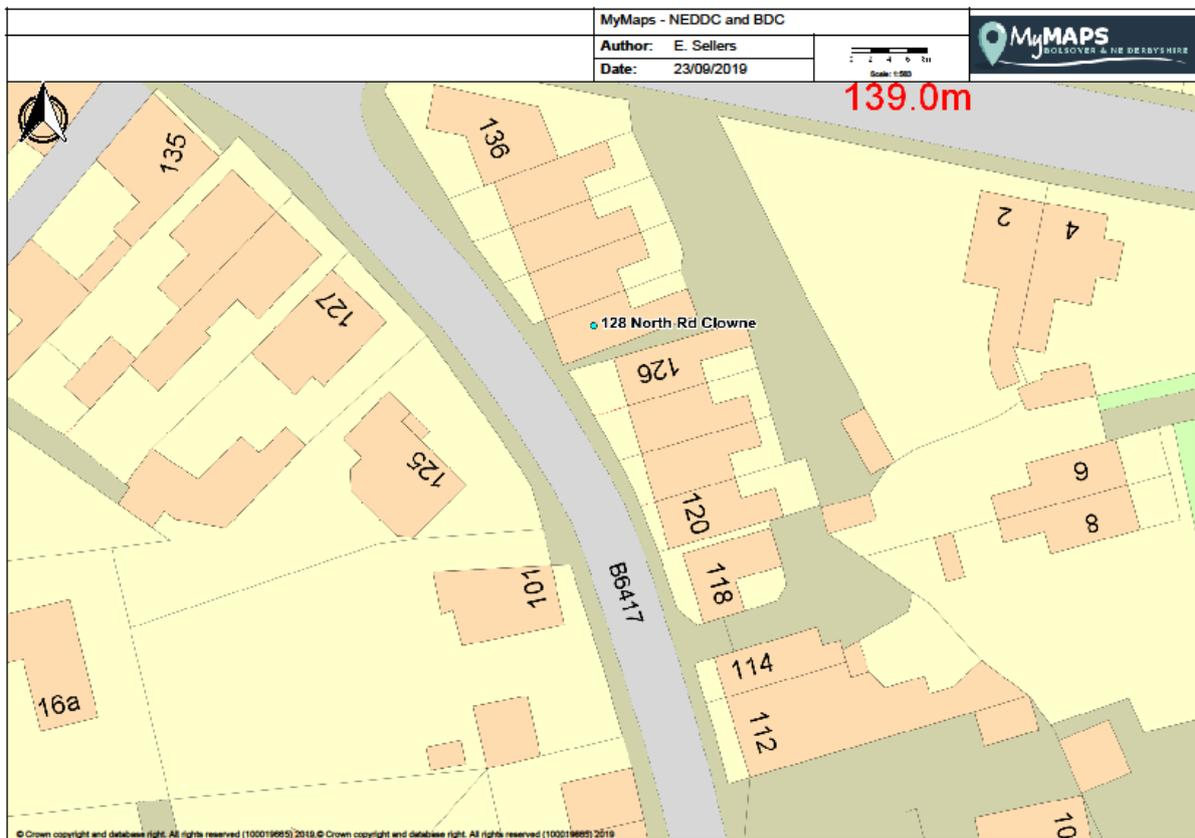 MyMaps - NEDDC and BDC
Author: E. Sellers
Date: 23/09/2019
MyMAPS
BOLSOVER & NE DERBYSHIRE
139.0m
136
135
2
4
127
128 North Rd Clowne
126
125
6
8
120
118
101
B6417
114
112
16a
10
© Crown copyright and database right. All rights reserved (100019665) 2019.© Crown copyright and database right. All rights reserved (100019665) 2019